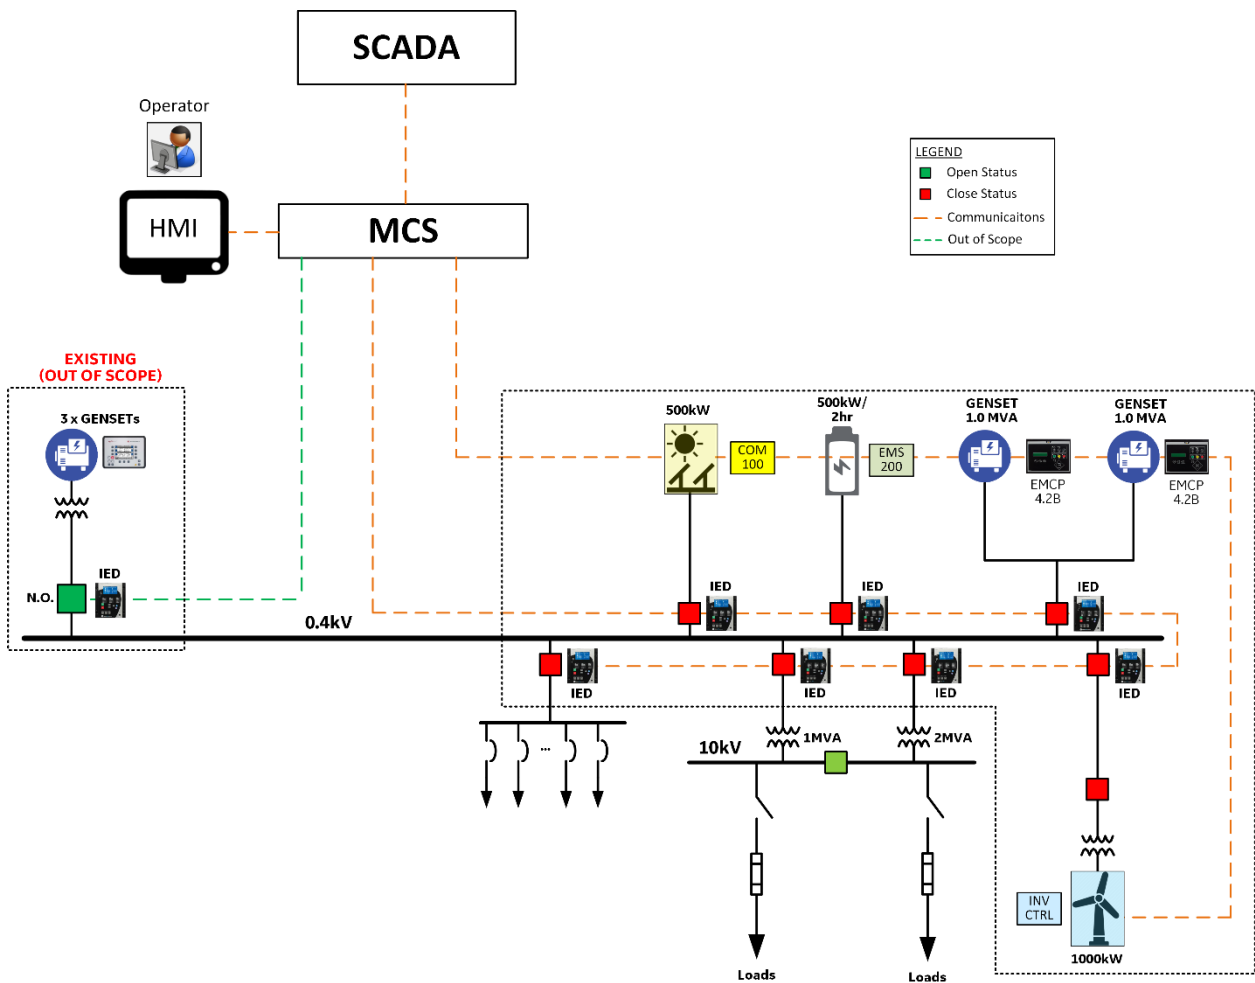 SCADA
Operator
HMI
MCS
LEGEND
Open Status
Close Status
Communicaitons
Out of Scope
EXISTING
(OUT OF SCOPE)
3 x GENSETs
N.O.
IED
0.4kV
500kW
COM
100
500kW/
2hr
EMS
200
GENSET
1.0 MVA
EMCP
4.2B
GENSET
1.0 MVA
EMCP
4.2B
IED
IED
IED
IED
IED
IED
IED
1MVA
2MVA
10kV
...
Loads
Loads
INV
CTRL
1000kW